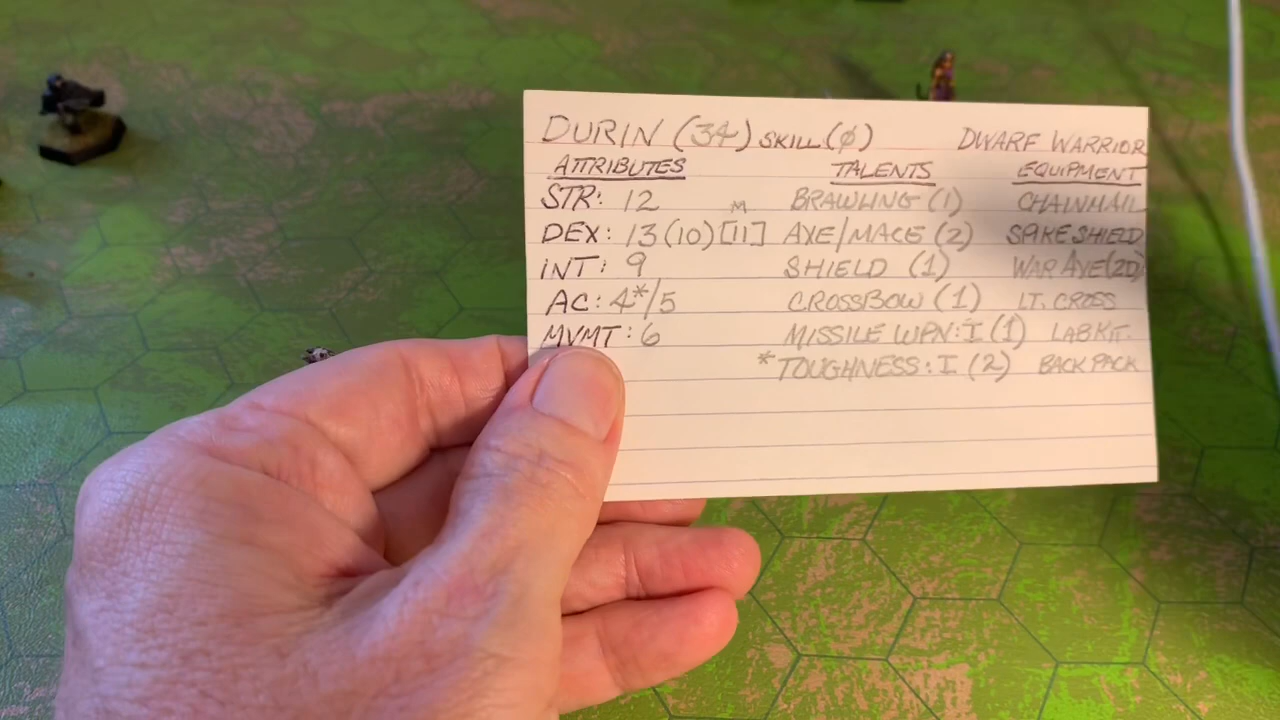 DURIN (34) SKILL (0) DWARF WARRIOR
ATTRIBUTES TALENTS EQUIPMENT
STR: 12 BRAWLING (1) CHAINMAIL
M
DEX: 13 (10) [11] AXE/MACE (2) SPIKE SHIELD
INT: 9 SHIELD (1) WAR AXE (2D)
AC: 4*/5 CROSSBOW (1) LT. CROSS
MVMT: 6 MISSILE WPN: I (1) LAB KIT.
*TOUGHNESS: I (2) BACK PACK